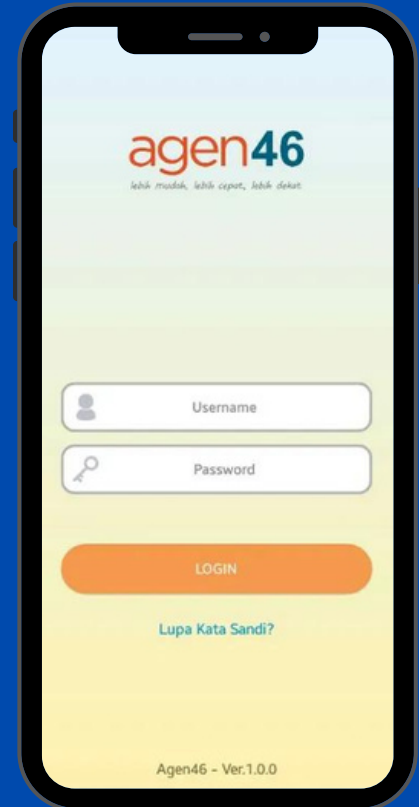 agen46
lebih mudah, lebih cepat, lebih dekat
Username
Password
LOGIN
Lupa Kata Sandi?
Agen46 - Ver.1.0.0